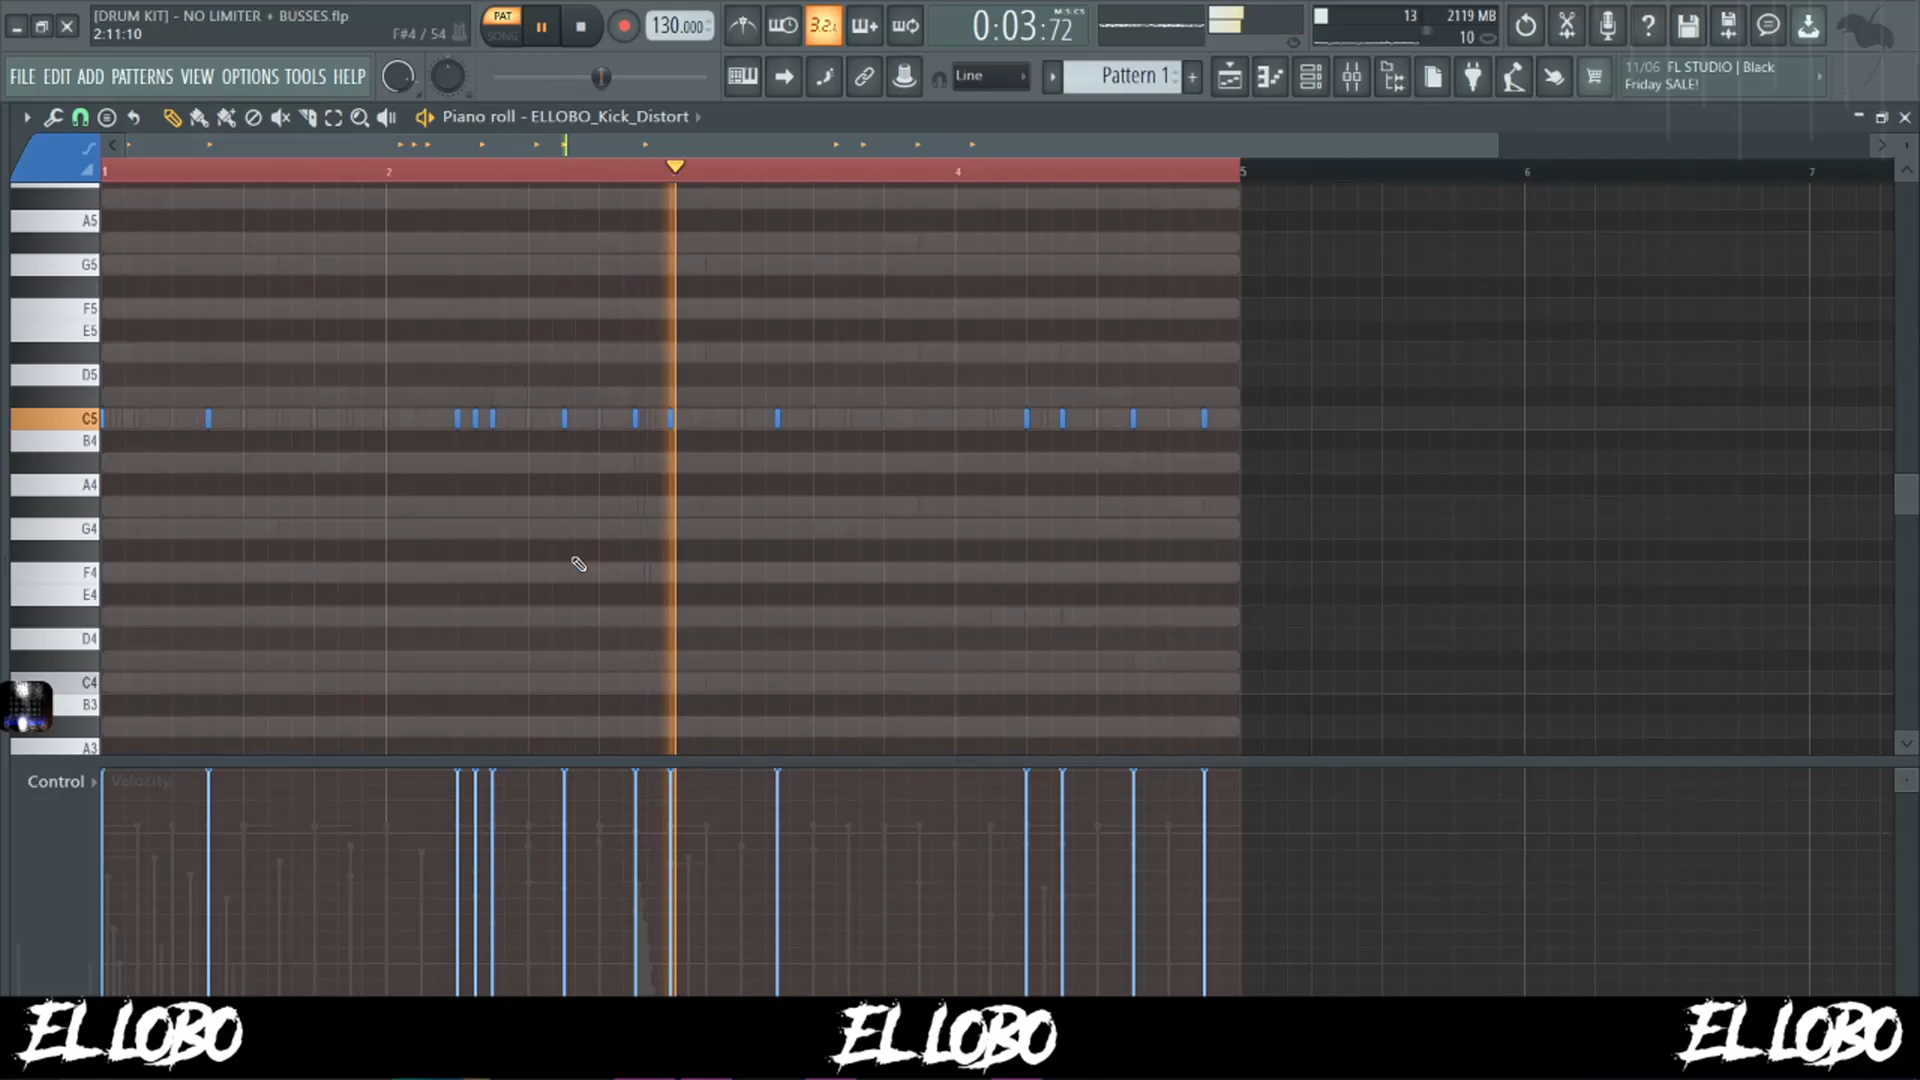 [DRUM KIT] - NO LIMITER + BUSSES.flp
2:11:10
F#4 / 54
PAT
SONG
130.000
3.2.
0:03:72
M:S:CS
13
2119 MB
10
FILE EDIT ADD PATTERNS VIEW OPTIONS TOOLS HELP
Line
Pattern 1
11/06 FL STUDIO | Black
Friday SALE!
Piano roll - ELLOBO_Kick_Distort
1
2
4
5
6
7
A5
G5
F5
E5
D5
C5
B4
A4
G4
F4
E4
D4
C4
B3
A3
Control
Velocity
EL LOBO
EL LOBO
EL LOBO